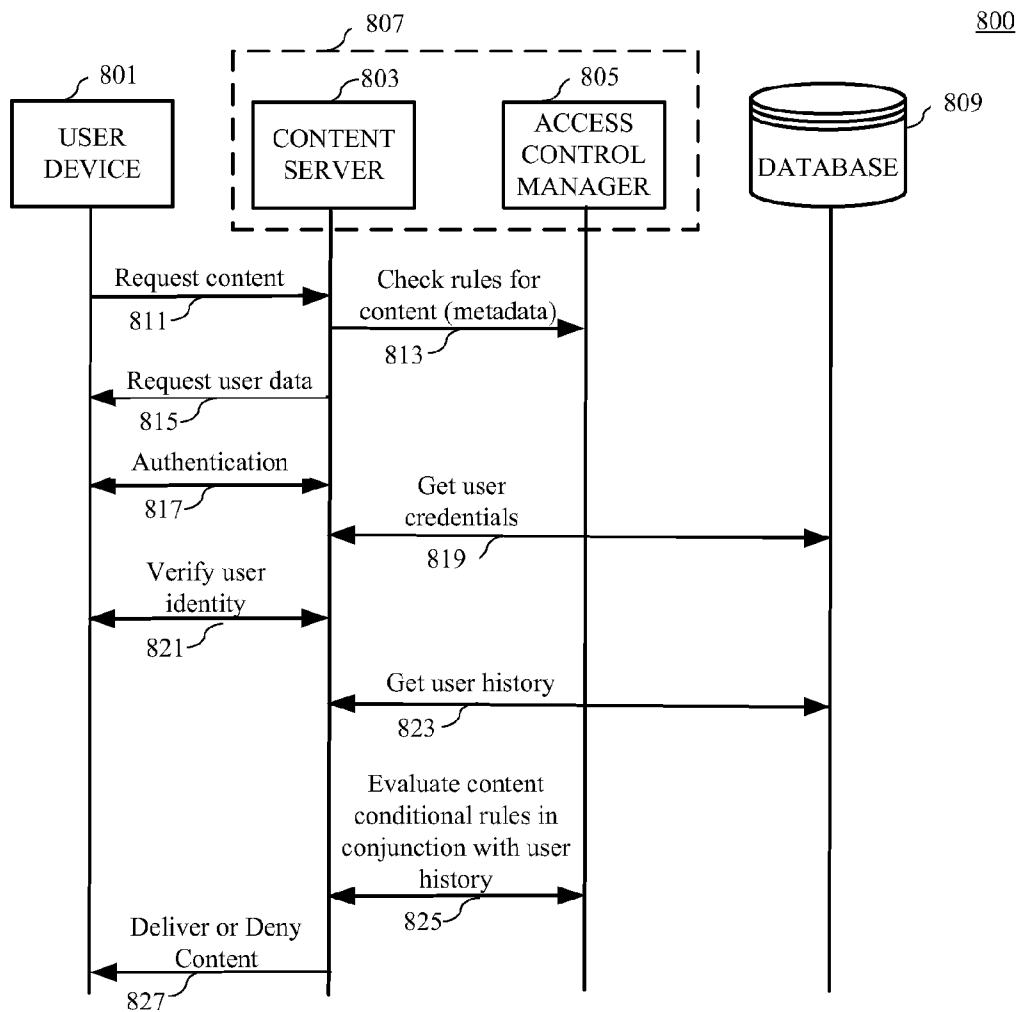 800
807
801
803
805
809
USER
DEVICE
CONTENT
SERVER
ACCESS
CONTROL
MANAGER
DATABASE
Request content
811
Check rules for
content (metadata)
813
Request user data
815
Authentication
817
Get user
credentials
819
Verify user
identity
821
Get user history
823
Evaluate content
conditional rules in
conjunction with user
history
825
Deliver or Deny
Content
827